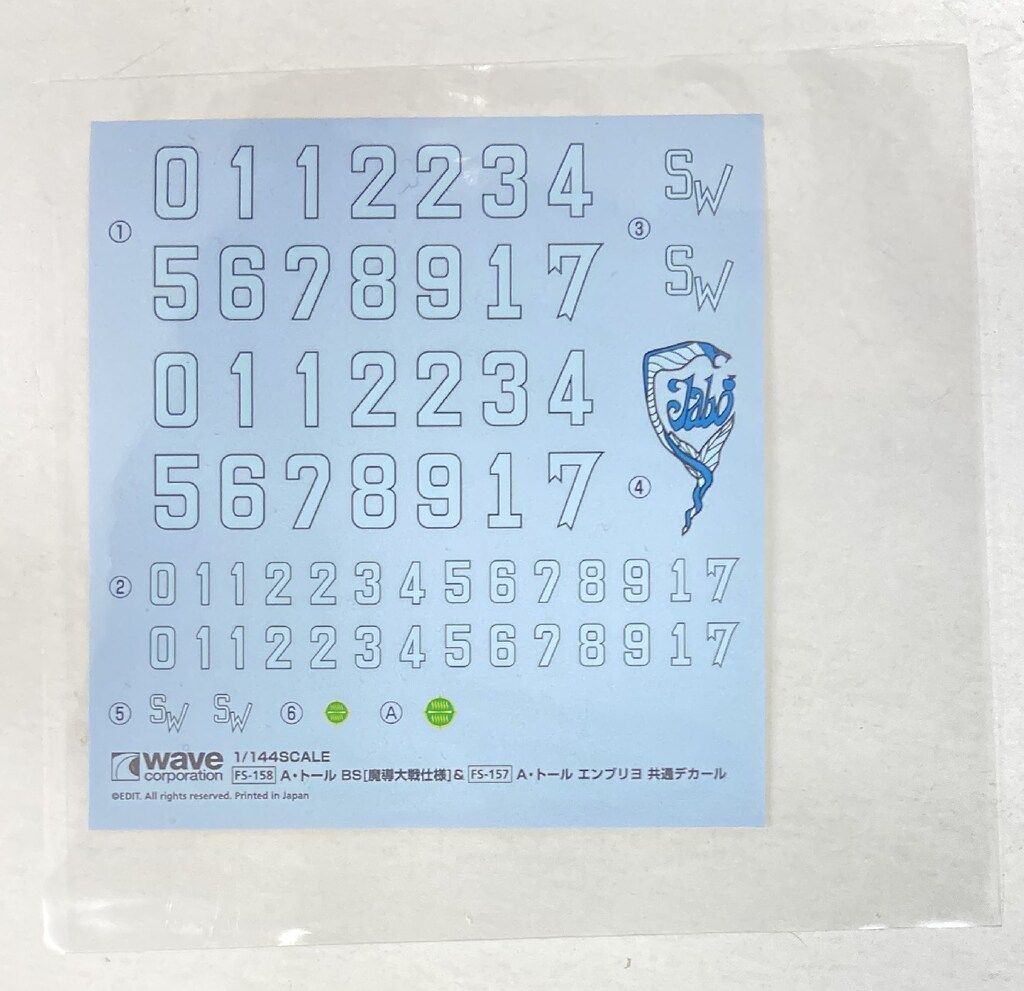 0 1 1 2 2 3 4 SW
① ③
5 6 7 8 9 1 7 SW
0 1 1 2 2 3 4
Jabo
5 6 7 8 9 1 7 ④
② 0 1 1 2 2 3 4 5 6 7 8 9 1 7
0 1 1 2 2 3 4 5 6 7 8 9 1 7
⑤ SW SW ⑥ Ⓐ
wave corporation 1/144SCALE
FS-158 A・トール BS[魔導大戦仕様]& FS-157 A・トール エンブリヨ 共通デカール
©EDIT. All rights reserved. Printed in Japan